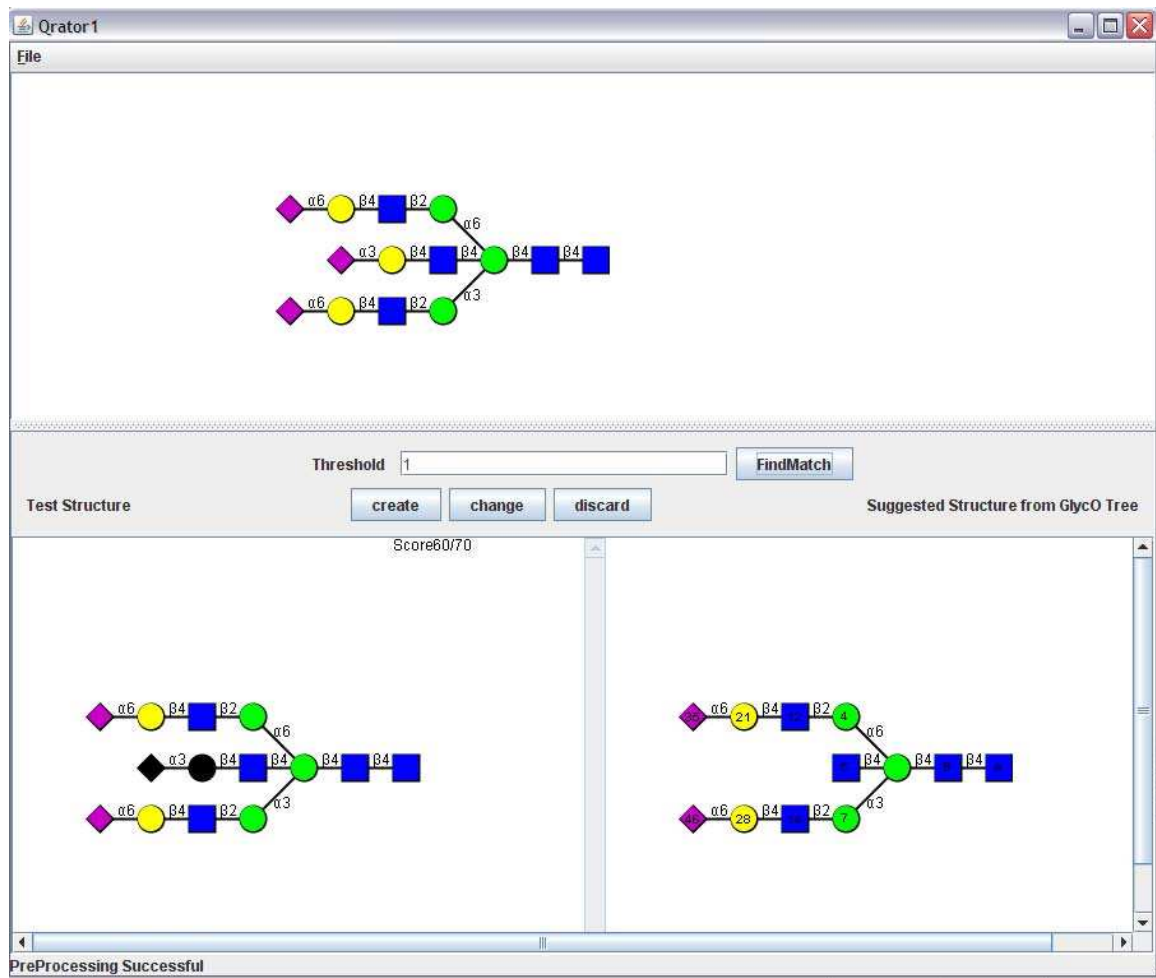 Qrator1
File
α6 β4 β2
α6
α3 β4 β4 β4 β4
α6 β4 β2 α3
Threshold 1 FindMatch
Test Structure create change discard Suggested Structure from GlycO Tree
Score60/70
α6 β4 β2
α6
α3 β4 β4 β4 β4
α6 β4 β2 α3
35 α6 21 β4 12 β2 4
α6
β4 β4 β4
46 α6 28 β4 β2 7 α3
PreProcessing Successful